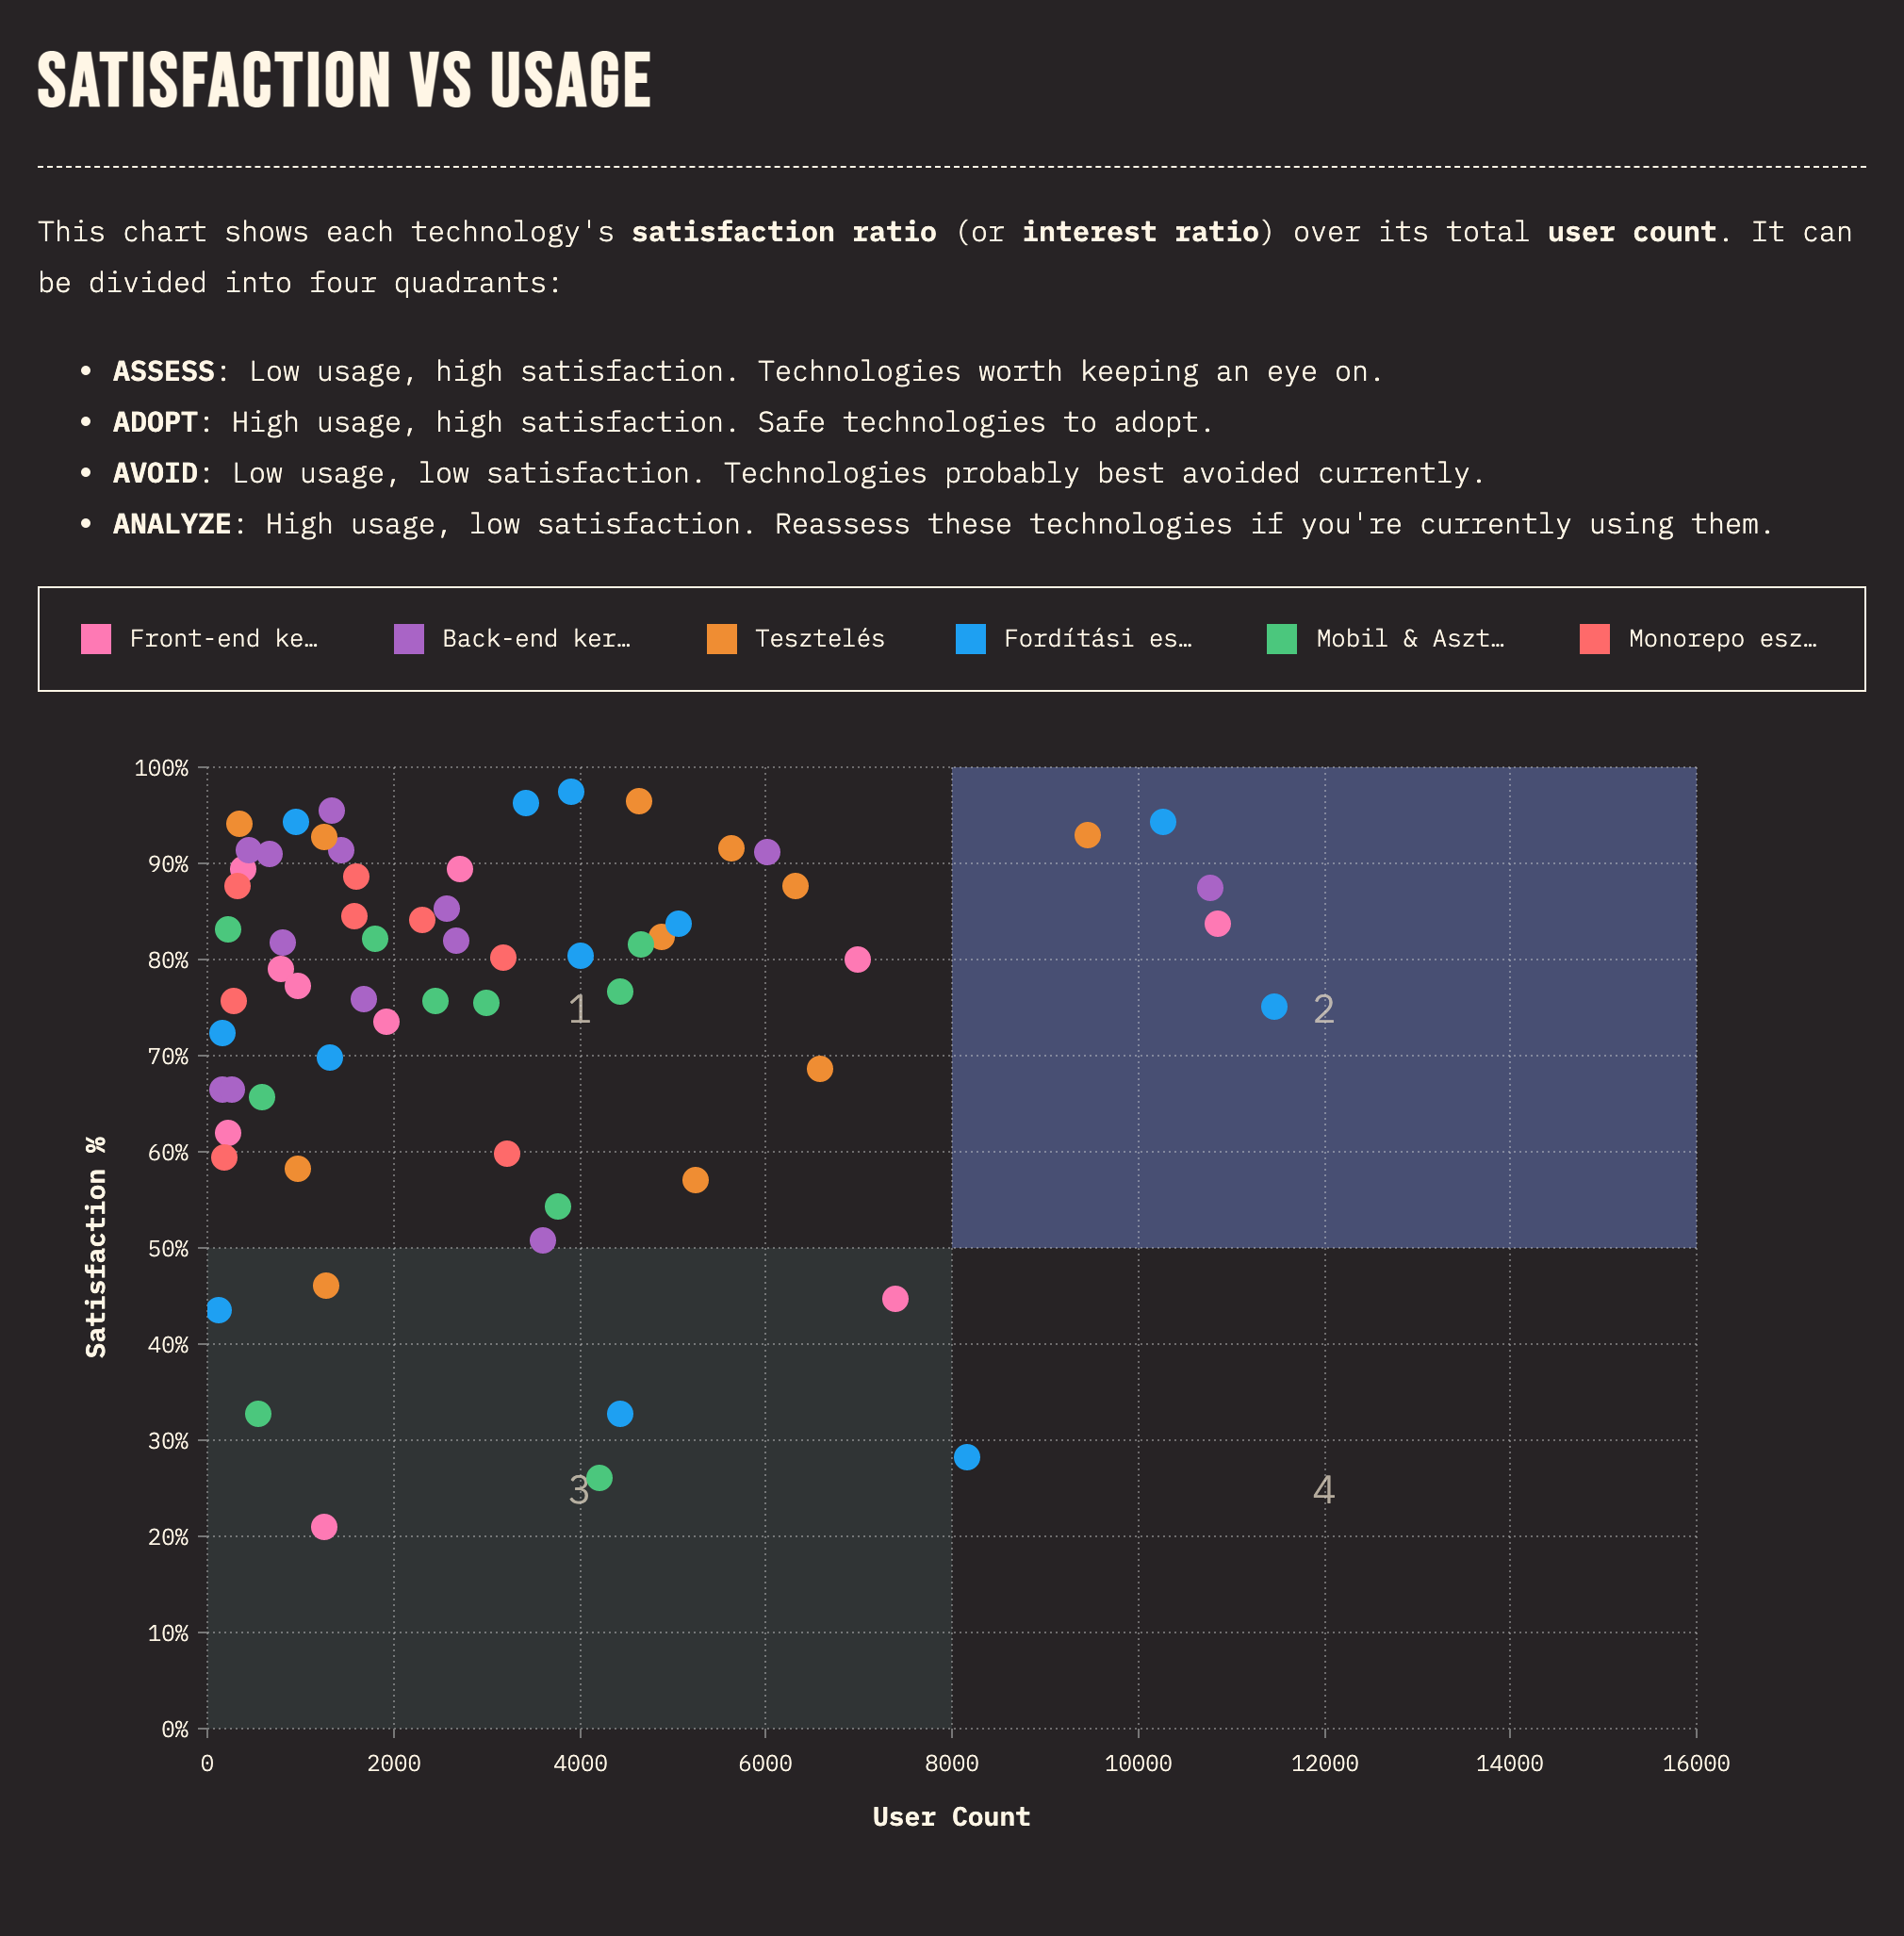 SATISFACTION VS USAGE
This chart shows each technology's satisfaction ratio (or interest ratio) over its total user count. It can
be divided into four quadrants:
• ASSESS: Low usage, high satisfaction. Technologies worth keeping an eye on.
• ADOPT: High usage, high satisfaction. Safe technologies to adopt.
• AVOID: Low usage, low satisfaction. Technologies probably best avoided currently.
• ANALYZE: High usage, low satisfaction. Reassess these technologies if you're currently using them.
Front-end ke… Back-end ker… Tesztelés Fordítási es… Mobil & Aszt… Monorepo esz…
100%
90%
80%
1 2
70%
60%
Satisfaction %
50%
40%
30%
3 4
20%
10%
0%
0 2000 4000 6000 8000 10000 12000 14000 16000
User Count